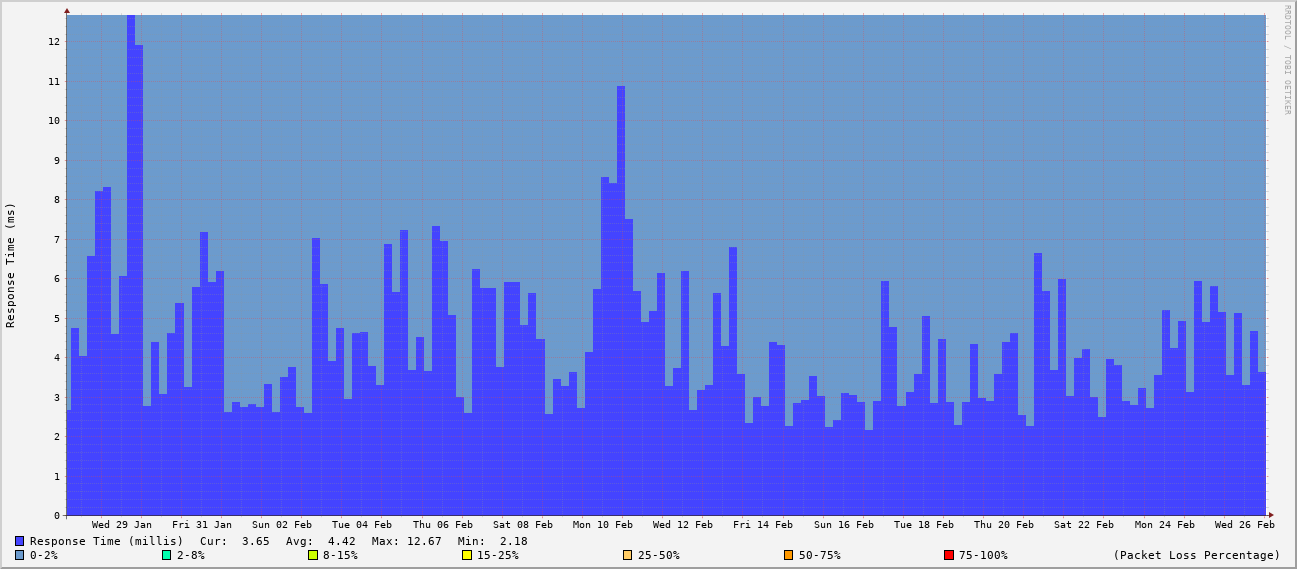 RRDTOOL / TOBI OETIKER
Response Time (ms)
12
11
10
9
8
7
6
5
4
3
2
1
0
Wed 29 Jan Fri 31 Jan Sun 02 Feb Tue 04 Feb Thu 06 Feb Sat 08 Feb Mon 10 Feb Wed 12 Feb Fri 14 Feb Sun 16 Feb Tue 18 Feb Thu 20 Feb Sat 22 Feb Mon 24 Feb Wed 26 Feb
Response Time (millis) Cur: 3.65 Avg: 4.42 Max: 12.67 Min: 2.18
0-2% 2-8% 8-15% 15-25% 25-50% 50-75% 75-100% (Packet Loss Percentage)